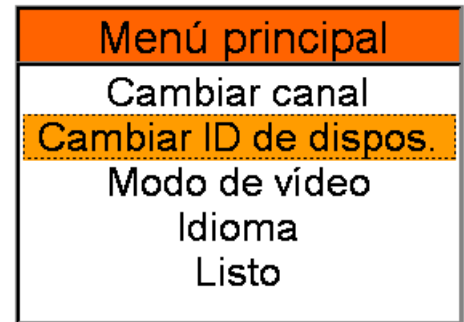 Menú principal
Cambiar canal
Cambiar ID de dispos.
Modo de vídeo
Idioma
Listo